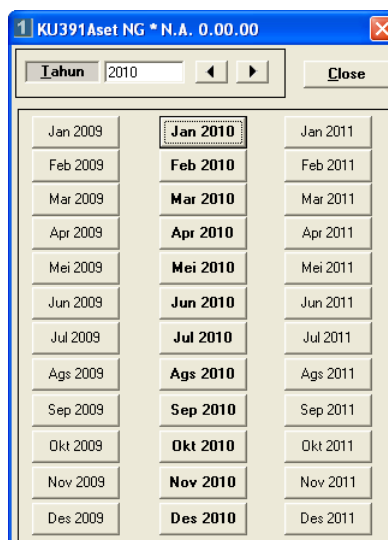 1 KU391Aset NG * N.A. 0.00.00
Tahun 2010 Close
Jan 2009 Jan 2010 Jan 2011
Feb 2009 Feb 2010 Feb 2011
Mar 2009 Mar 2010 Mar 2011
Apr 2009 Apr 2010 Apr 2011
Mei 2009 Mei 2010 Mei 2011
Jun 2009 Jun 2010 Jun 2011
Jul 2009 Jul 2010 Jul 2011
Ags 2009 Ags 2010 Ags 2011
Sep 2009 Sep 2010 Sep 2011
Okt 2009 Okt 2010 Okt 2011
Nov 2009 Nov 2010 Nov 2011
Des 2009 Des 2010 Des 2011